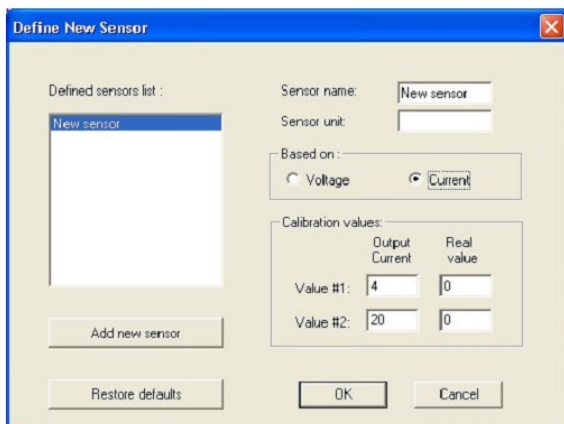 Define New Sensor
Defined sensors list :
New sensor
Add new sensor
Restore defaults
Sensor name: New sensor
Sensor unit:
Based on :
Voltage Current
Calibration values:
Output Current Real value
Value #1: 4 0
Value #2: 20 0
OK Cancel